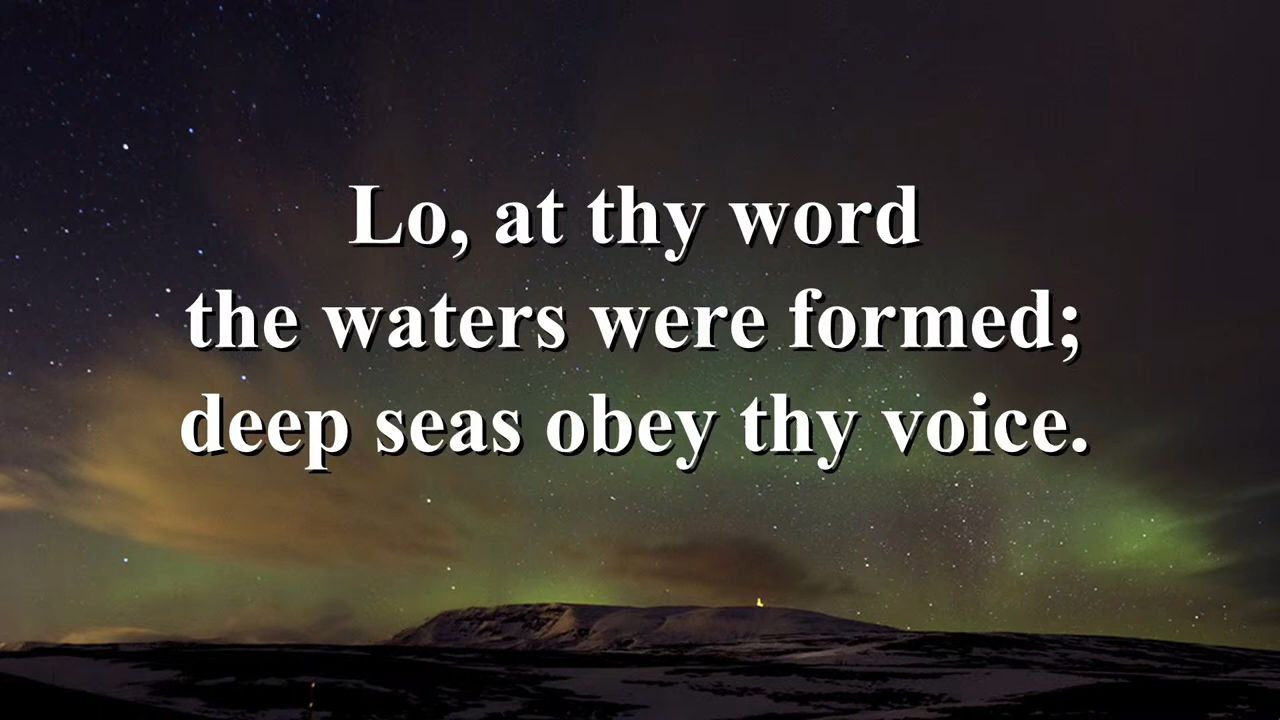 Lo, at thy word
the waters were formed;
deep seas obey thy voice.